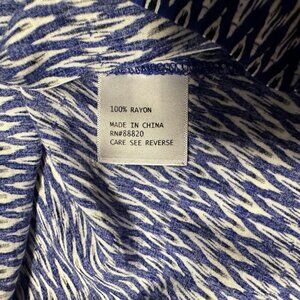 100% RAYON
MADE IN CHINA
RN#88820
CARE SEE REVERSE